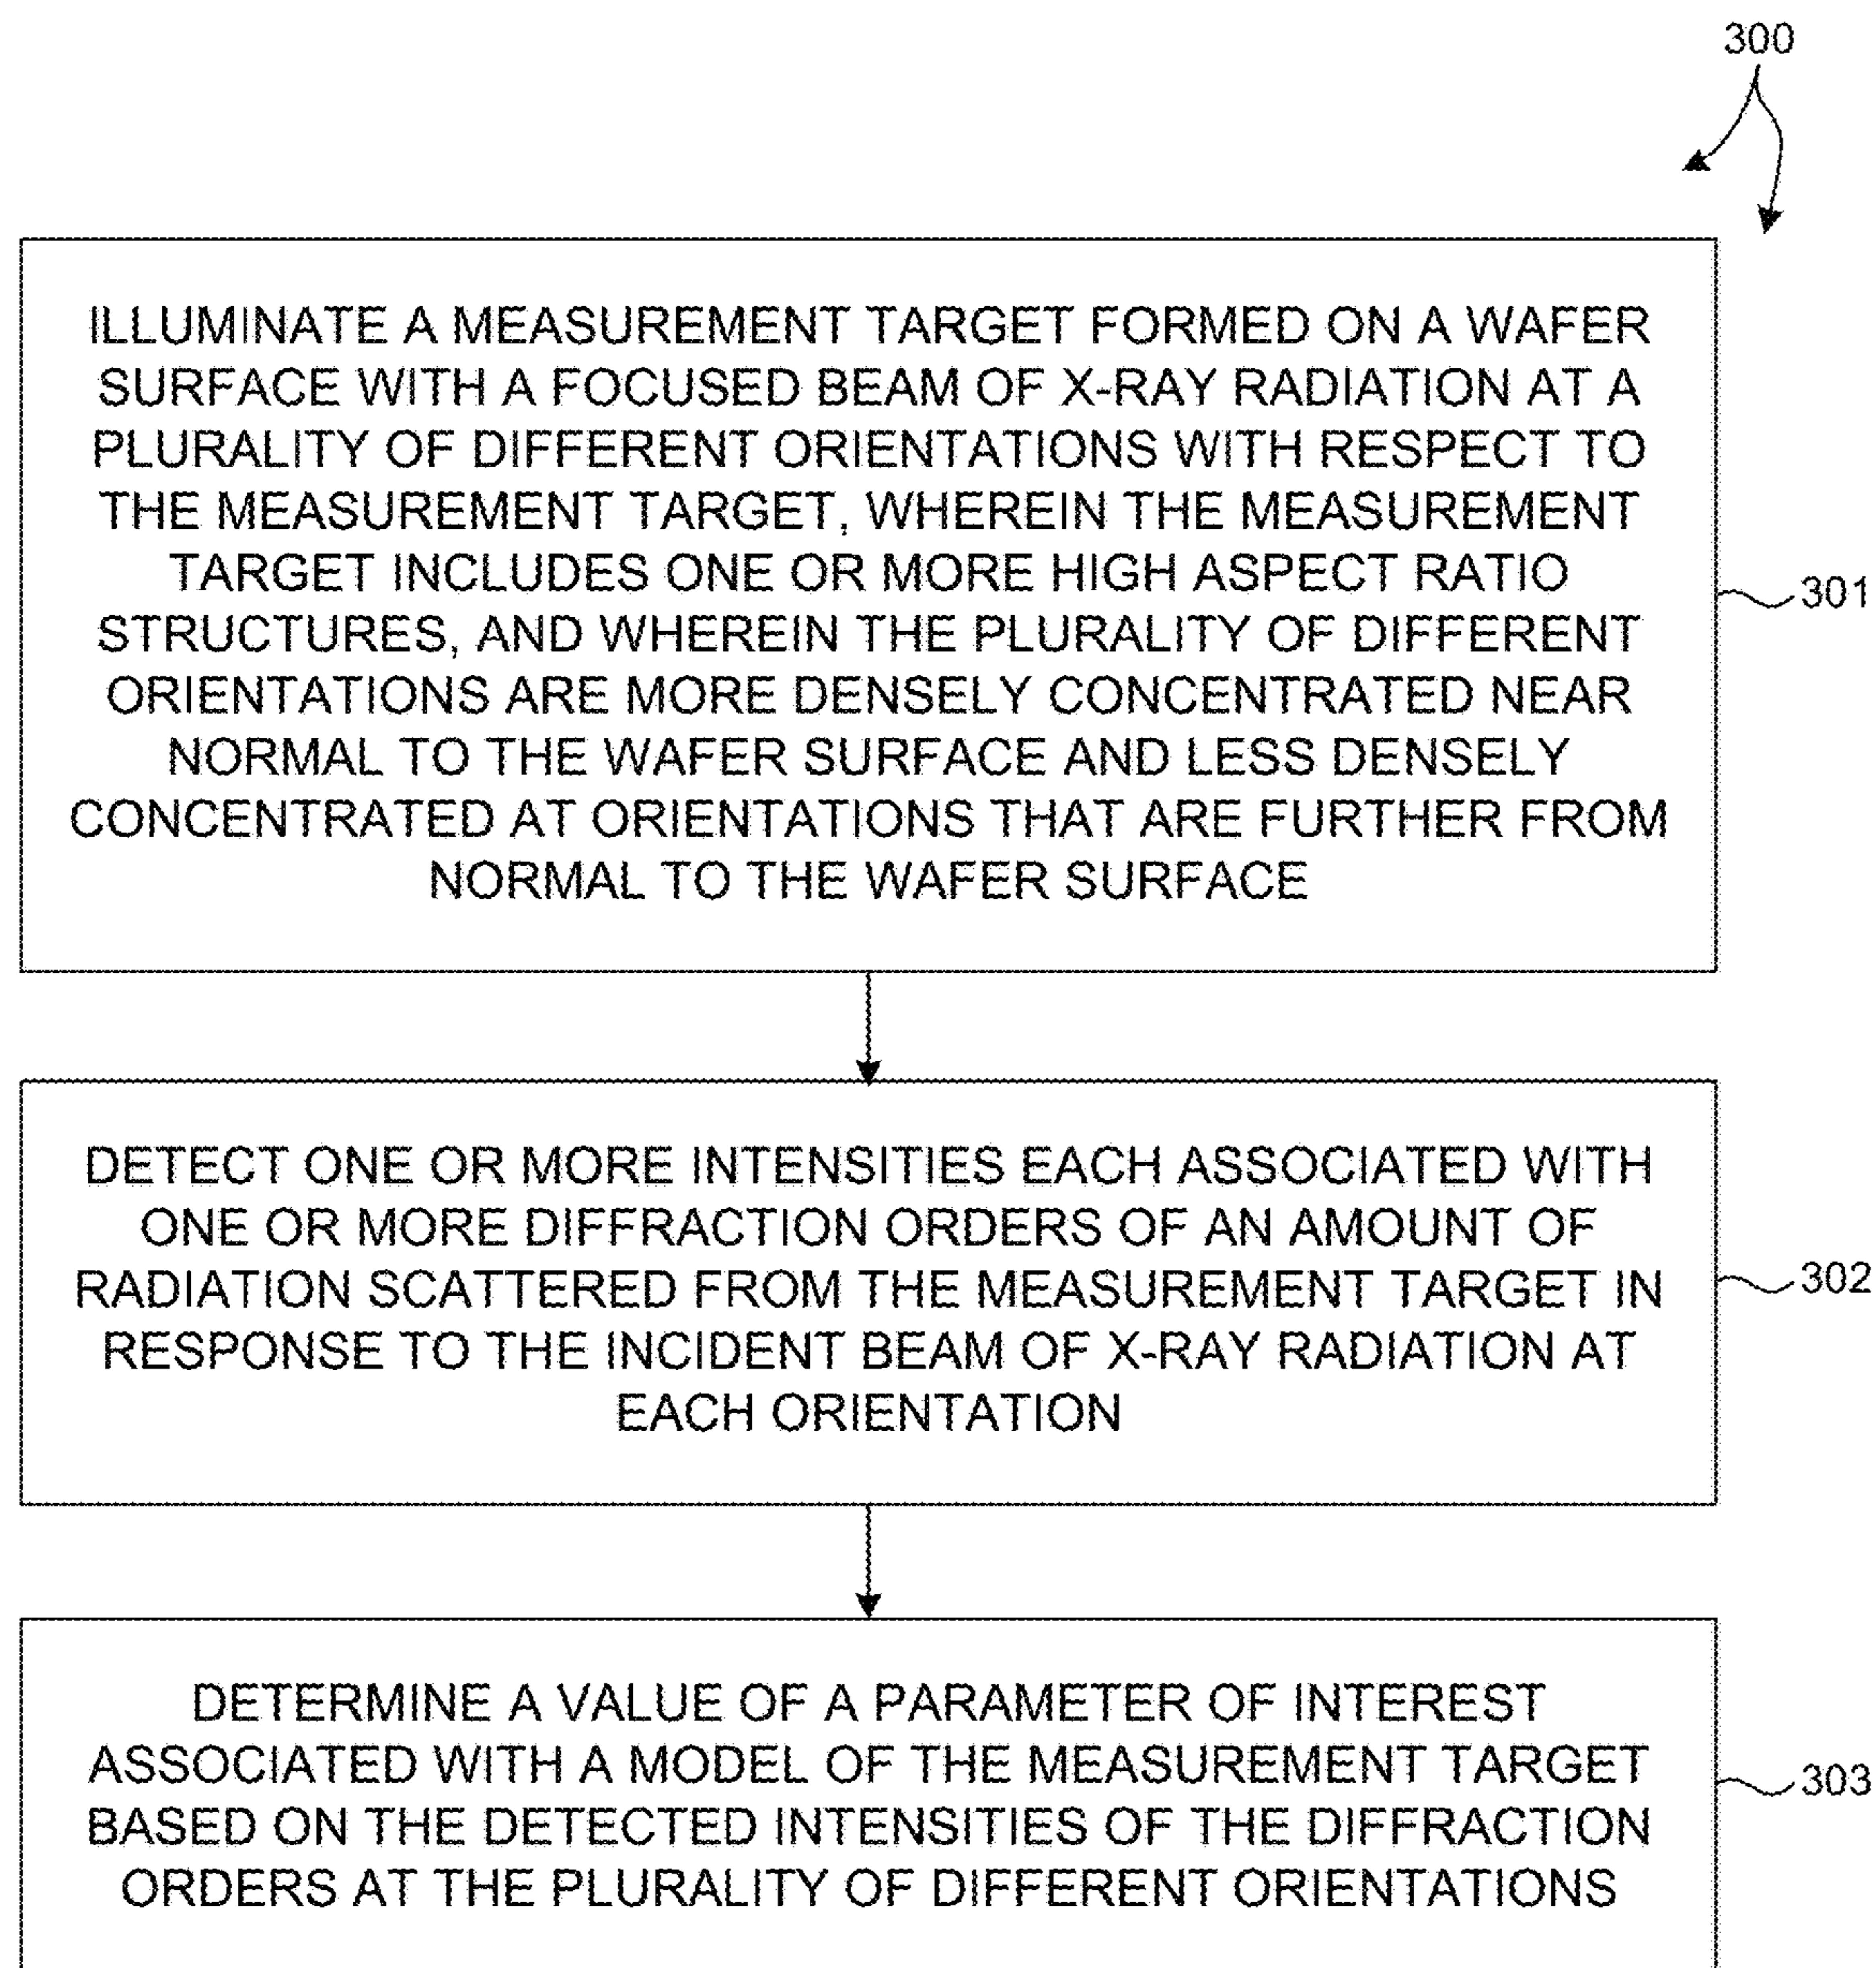 300
ILLUMINATE A MEASUREMENT TARGET FORMED ON A WAFER
SURFACE WITH A FOCUSED BEAM OF X-RAY RADIATION AT A
PLURALITY OF DIFFERENT ORIENTATIONS WITH RESPECT TO
THE MEASUREMENT TARGET, WHEREIN THE MEASUREMENT
TARGET INCLUDES ONE OR MORE HIGH ASPECT RATIO
STRUCTURES, AND WHEREIN THE PLURALITY OF DIFFERENT
ORIENTATIONS ARE MORE DENSELY CONCENTRATED NEAR
NORMAL TO THE WAFER SURFACE AND LESS DENSELY
CONCENTRATED AT ORIENTATIONS THAT ARE FURTHER FROM
NORMAL TO THE WAFER SURFACE
301
DETECT ONE OR MORE INTENSITIES EACH ASSOCIATED WITH
ONE OR MORE DIFFRACTION ORDERS OF AN AMOUNT OF
RADIATION SCATTERED FROM THE MEASUREMENT TARGET IN
RESPONSE TO THE INCIDENT BEAM OF X-RAY RADIATION AT
EACH ORIENTATION
302
DETERMINE A VALUE OF A PARAMETER OF INTEREST
ASSOCIATED WITH A MODEL OF THE MEASUREMENT TARGET
BASED ON THE DETECTED INTENSITIES OF THE DIFFRACTION
ORDERS AT THE PLURALITY OF DIFFERENT ORIENTATIONS
303